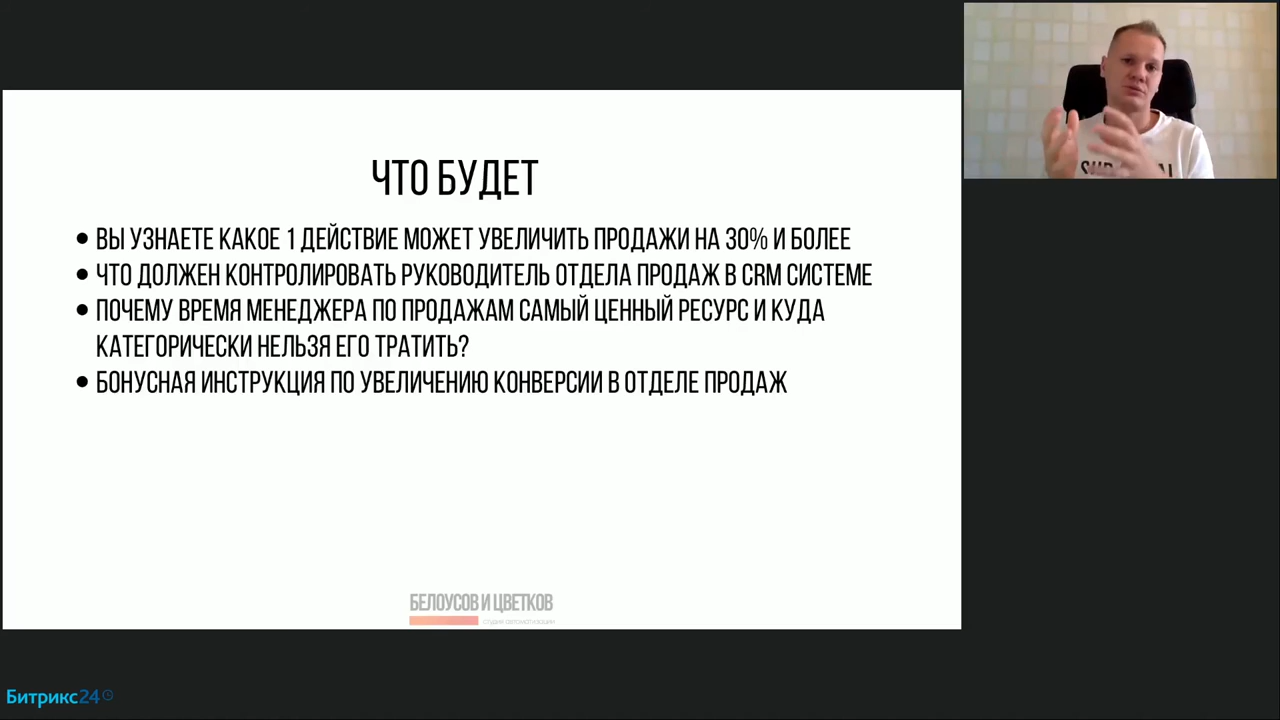 ЧТО БУДЕТ
• ВЫ УЗНАЕТЕ КАКОЕ 1 ДЕЙСТВИЕ МОЖЕТ УВЕЛИЧИТЬ ПРОДАЖИ НА 30% И БОЛЕЕ
• ЧТО ДОЛЖЕН КОНТРОЛИРОВАТЬ РУКОВОДИТЕЛЬ ОТДЕЛА ПРОДАЖ В CRM СИСТЕМЕ
• ПОЧЕМУ ВРЕМЯ МЕНЕДЖЕРА ПО ПРОДАЖАМ САМЫЙ ЦЕННЫЙ РЕСУРС И КУДА
КАТЕГОРИЧЕСКИ НЕЛЬЗЯ ЕГО ТРАТИТЬ?
• БОНУСНАЯ ИНСТРУКЦИЯ ПО УВЕЛИЧЕНИЮ КОНВЕРСИИ В ОТДЕЛЕ ПРОДАЖ
БЕЛОУСОВ И ЦВЕТКОВ
студия автоматизации
Битрикс24